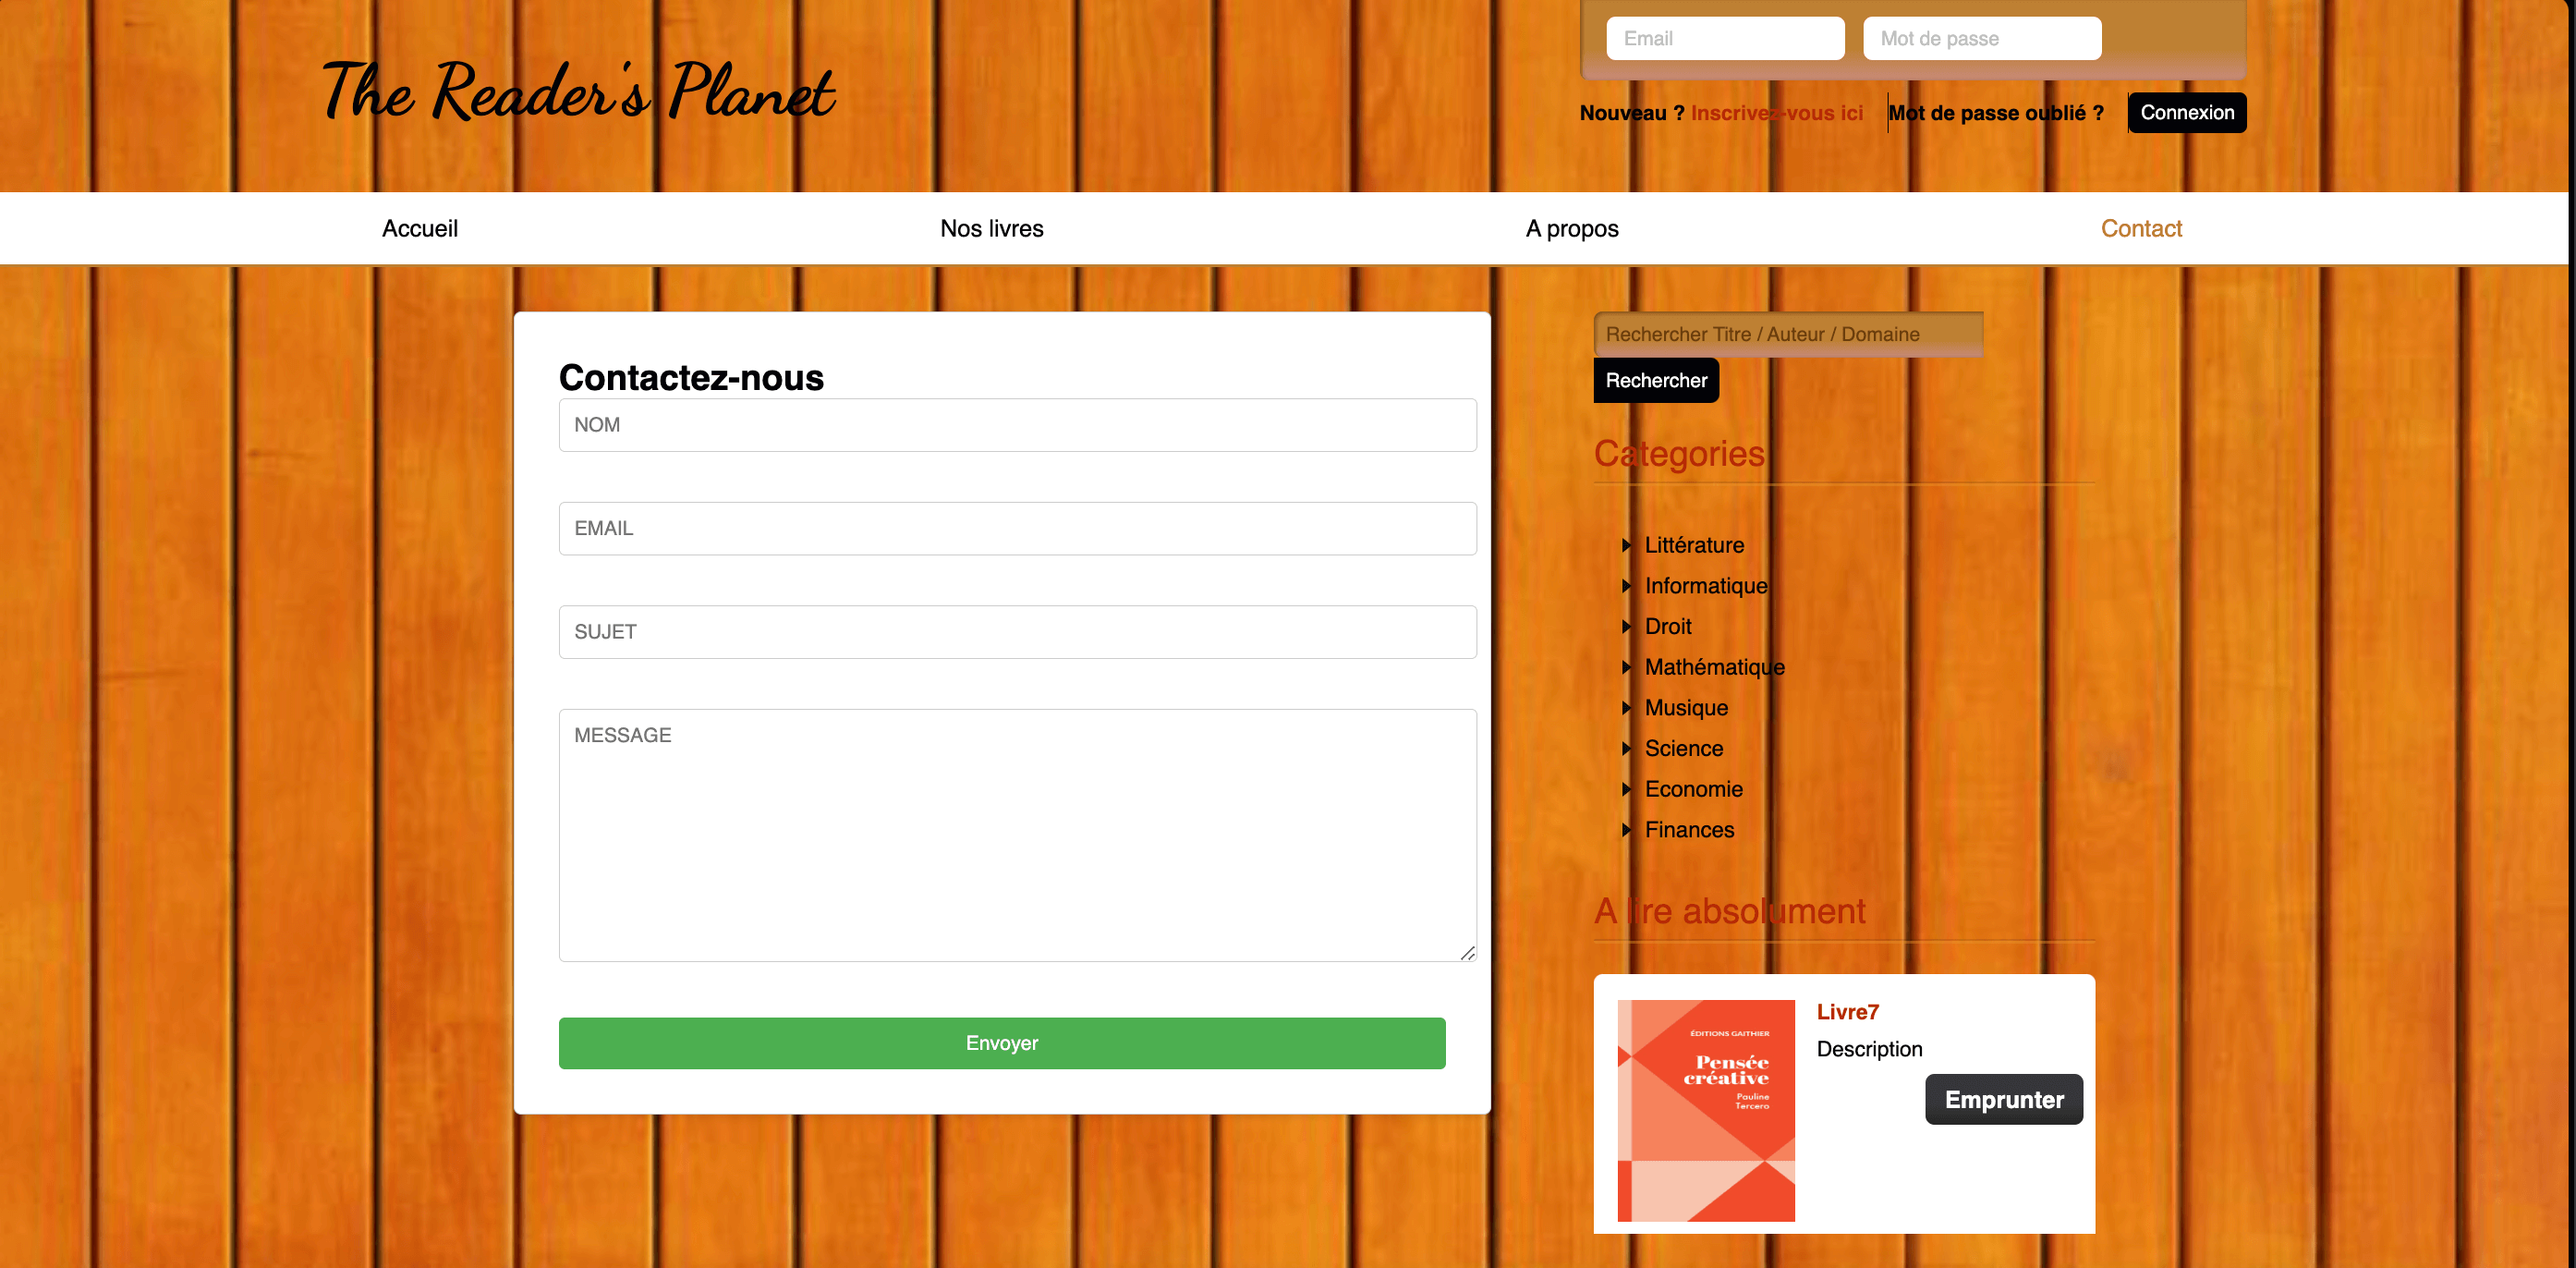 Email Mot de passe
The Reader's Planet
Nouveau ? Inscrivez-vous ici Mot de passe oublié ? Connexion
Accueil Nos livres A propos Contact
Contactez-nous
NOM
EMAIL
SUJET
MESSAGE
Envoyer
Rechercher Titre / Auteur / Domaine
Rechercher
Categories
Littérature
Informatique
Droit
Mathématique
Musique
Science
Economie
Finances
A lire absolument
ÉDITIONS GAITHIER
Pensée
créative
Pauline
Tercero
Livre7
Description
Emprunter